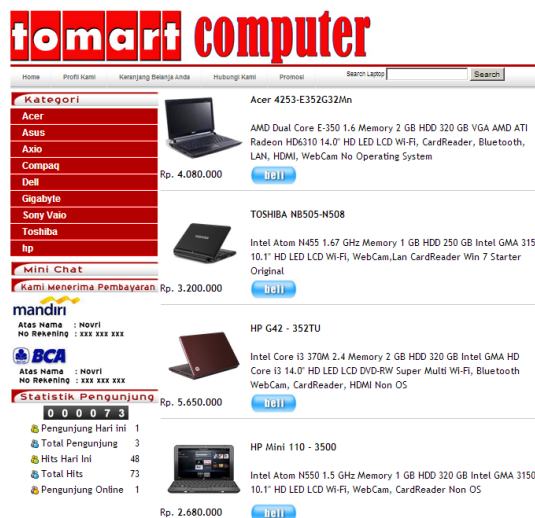 tomart computer
Home Profil Kami Keranjang Belanja Anda Hubungi Kami Promosi Search Laptop Search
Kategori
Acer
Asus
Axio
Compaq
Dell
Gigabyte
Sony Vaio
Toshiba
hp
Mini Chat
Kami Menerima Pembayaran
mandiri
Atas Nama : Novri
No Rekening : xxx xxx xxx
BCA
Atas Nama : Novri
No Rekening : xxx xxx xxx
Statistik Pengunjung
000073
Pengunjung Hari ini 1
Total Pengunjung 3
Hits Hari Ini 48
Total Hits 73
Pengunjung Online 1
Acer 4253-E352G32Mn
AMD Dual Core E-350 1.6 Memory 2 GB HDD 320 GB VGA AMD ATI
Radeon HD6310 14.0" HD LED LCD Wi-Fi, CardReader, Bluetooth,
LAN, HDMI, WebCam No Operating System
Rp. 4.080.000
beli
TOSHIBA NB505-N508
Intel Atom N455 1.67 GHz Memory 1 GB HDD 250 GB Intel GMA 315
10.1" HD LED LCD Wi-Fi, WebCam,Lan CardReader Win 7 Starter
Original
Rp. 3.200.000
beli
HP G42 - 352TU
Intel Core i3 370M 2.4 Memory 2 GB HDD 320 GB Intel GMA HD
Core i3 14.0" HD LED LCD DVD-RW Super Multi Wi-Fi, Bluetooth
WebCam, CardReader, HDMI Non OS
Rp. 5.650.000
beli
HP Mini 110 - 3500
Intel Atom N550 1.5 GHz Memory 1 GB HDD 320 GB Intel GMA 3150
10.1" HD LED LCD Wi-Fi, WebCam, CardReader Non OS
Rp. 2.680.000
beli